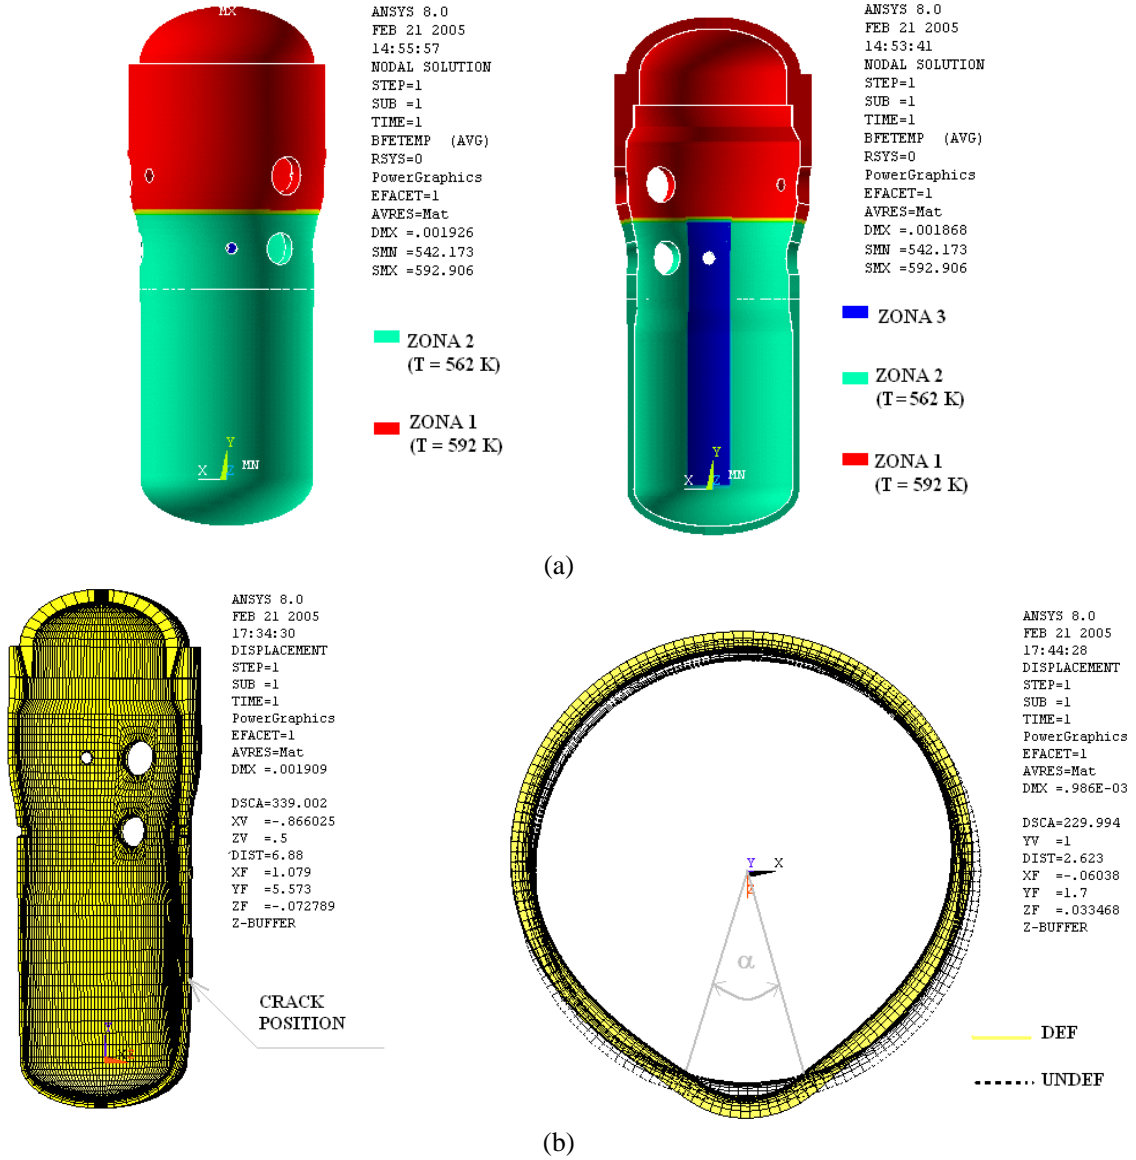 MX
ANSYS 8.0
FEB 21 2005
14:55:57
NODAL SOLUTION
STEP=1
SUB =1
TIME=1
BFETEMP (AVG)
RSYS=0
PowerGraphics
EFACET=1
AVRES=Mat
DMX =.001926
SMN =542.173
SMX =592.906
ZONA 2
(T = 562 K)
ZONA 1
(T = 592 K)
Y
X Z MN
ANSYS 8.0
FEB 21 2005
14:53:41
NODAL SOLUTION
STEP=1
SUB =1
TIME=1
BFETEMP (AVG)
RSYS=0
PowerGraphics
EFACET=1
AVRES=Mat
DMX =.001868
SMN =542.173
SMX =592.906
ZONA 3
ZONA 2
(T= 562 K)
ZONA 1
(T = 592 K)
Y
X Z MN
(a)
ANSYS 8.0
FEB 21 2005
17:34:30
DISPLACEMENT
STEP=1
SUB =1
TIME=1
PowerGraphics
EFACET=1
AVRES=Mat
DMX =.001909
DSCA=339.002
XV =-.866025
ZV =.5
DIST=6.88
XF =1.079
YF =5.573
ZF =-.072789
Z-BUFFER
CRACK
POSITION
ANSYS 8.0
FEB 21 2005
17:44:28
DISPLACEMENT
STEP=1
SUB =1
TIME=1
PowerGraphics
EFACET=1
AVRES=Mat
DMX =.986E-03
DSCA=229.994
YV =1
DIST=2.623
XF =-.06038
YF =1.7
ZF =.033468
Z-BUFFER
Y X
Z
α
DEF
UNDEF
(b)